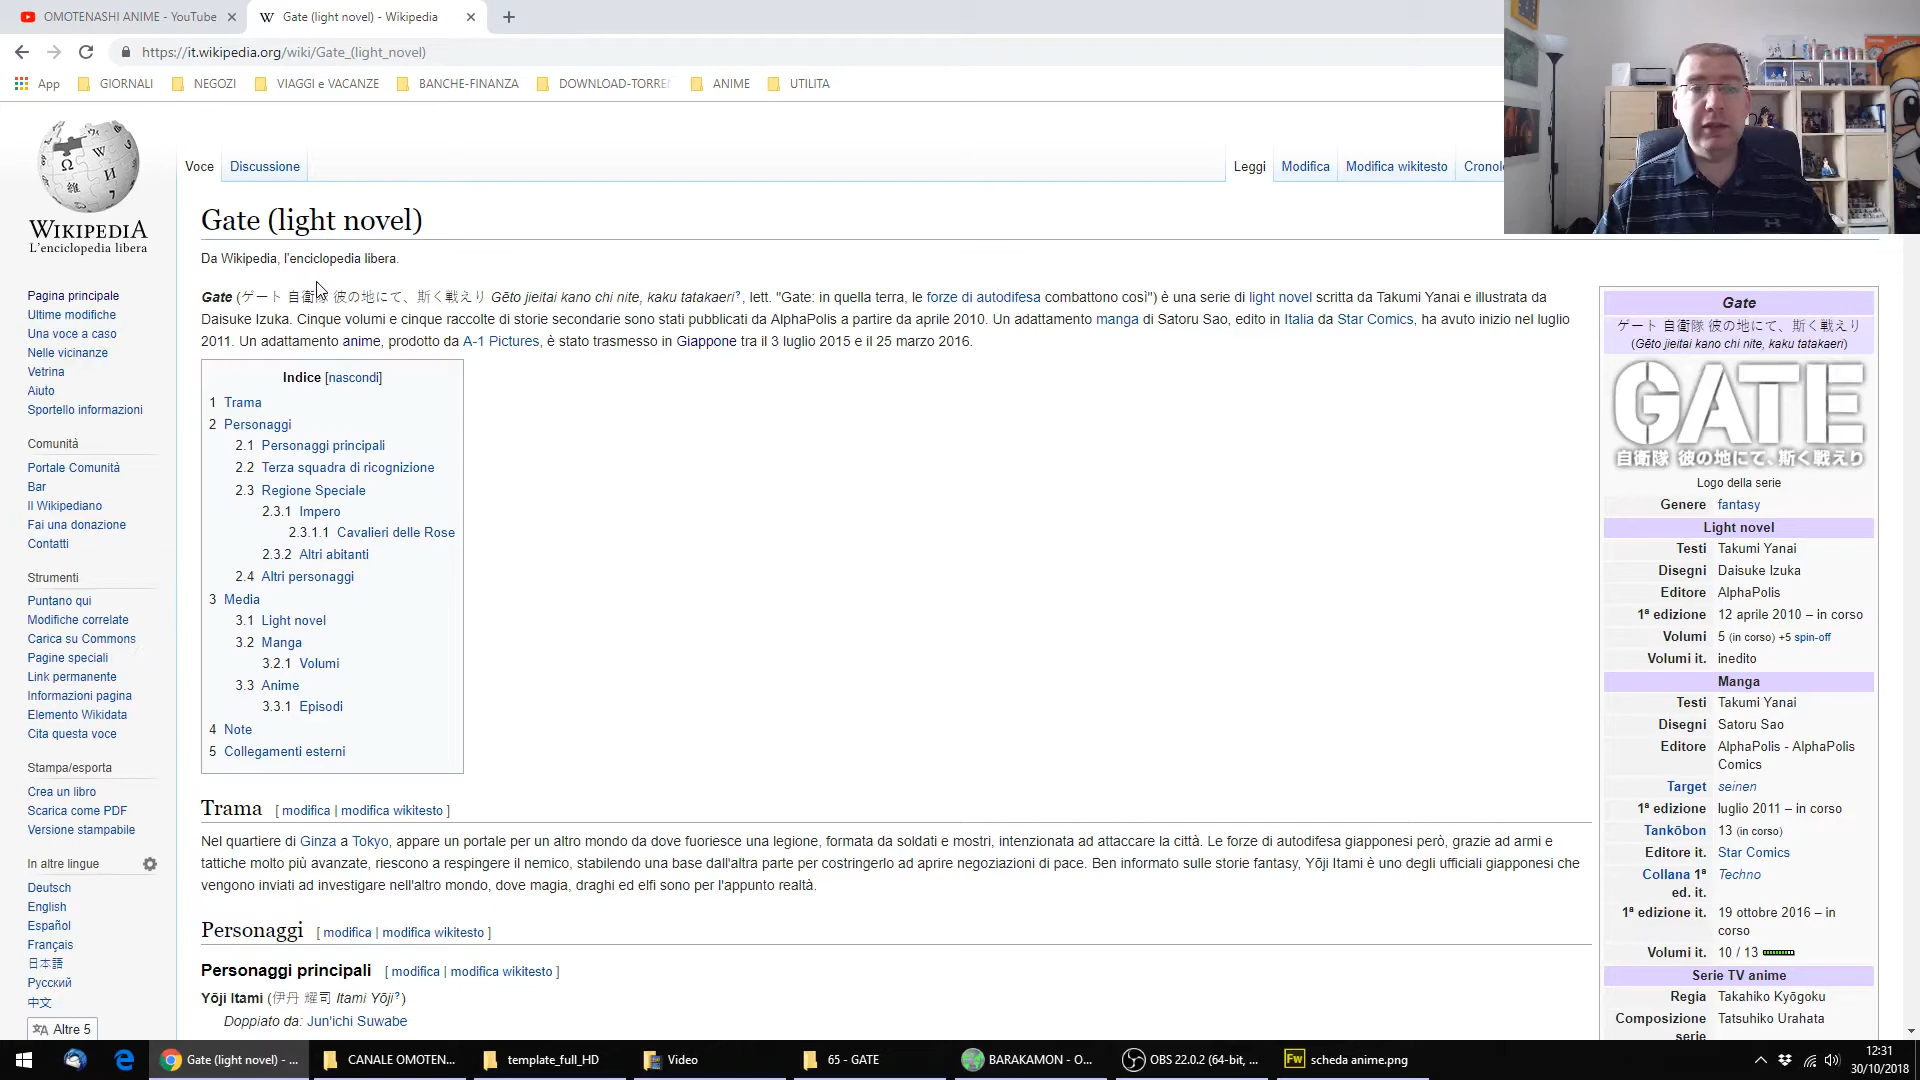 OMOTENASHI ANIME - YouTube
Gate (light novel) - Wikipedia
https://it.wikipedia.org/wiki/Gate_(light_novel)
App
GIORNALI
NEGOZI
VIAGGI e VACANZE
BANCHE-FINANZA
DOWNLOAD-TORRE
ANIME
UTILITA
WIKIPEDIA
L'enciclopedia libera
Voce
Discussione
Leggi
Modifica
Modifica wikitesto
Gate (light novel)
Da Wikipedia, l'enciclopedia libera.
Gate (ゲート 自衛隊 彼の地にて、斯く戦えり Gēto jieitai kano chi nite, kaku tatakaeri?, lett. "Gate: in quella terra, le forze di autodifesa combattono così") è una serie di light novel scritta da Takumi Yanai e illustrata da
Daisuke Izuka. Cinque volumi e cinque raccolte di storie secondarie sono stati pubblicati da AlphaPolis a partire da aprile 2010. Un adattamento manga di Satoru Sao, edito in Italia da Star Comics, ha avuto inizio nel luglio
2011. Un adattamento anime, prodotto da A-1 Pictures, è stato trasmesso in Giappone tra il 3 luglio 2015 e il 25 marzo 2016.
Pagina principale
Ultime modifiche
Una voce a caso
Nelle vicinanze
Vetrina
Aiuto
Sportello informazioni
Comunità
Portale Comunità
Bar
Il Wikipediano
Fai una donazione
Contatti
Strumenti
Puntano qui
Modifiche correlate
Carica su Commons
Pagine speciali
Link permanente
Informazioni pagina
Elemento Wikidata
Cita questa voce
Stampa/esporta
Crea un libro
Scarica come PDF
Versione stampabile
In altre lingue
Deutsch
English
Español
Français
日本語
Русский
中文
Altre 5
Indice [nascondi]
1 Trama
2 Personaggi
2.1 Personaggi principali
2.2 Terza squadra di ricognizione
2.3 Regione Speciale
2.3.1 Impero
2.3.1.1 Cavalieri delle Rose
2.3.2 Altri abitanti
2.4 Altri personaggi
3 Media
3.1 Light novel
3.2 Manga
3.2.1 Volumi
3.3 Anime
3.3.1 Episodi
4 Note
5 Collegamenti esterni
Trama [ modifica | modifica wikitesto ]
Nel quartiere di Ginza a Tokyo, appare un portale per un altro mondo da dove fuoriesce una legione, formata da soldati e mostri, intenzionata ad attaccare la città. Le forze di autodifesa giapponesi però, grazie ad armi e
tattiche molto più avanzate, riescono a respingere il nemico, stabilendo una base dall'altra parte per costringerlo ad aprire negoziazioni di pace. Ben informato sulle storie fantasy, Yōji Itami è uno degli ufficiali giapponesi che
vengono inviati ad investigare nell'altro mondo, dove magia, draghi ed elfi sono per l'appunto realtà.
Personaggi [ modifica | modifica wikitesto ]
Personaggi principali [ modifica | modifica wikitesto ]
Yōji Itami (伊丹 耀司 Itami Yōji?)
Doppiato da: Jun'ichi Suwabe
Gate
ゲート 自衛隊 彼の地にて、斯く戦えり
(Gēto jieitai kano chi nite, kaku tatakaeri)
GATE
自衛隊 彼の地にて、斯く戦えり
Logo della serie
Genere fantasy
Light novel
Testi Takumi Yanai
Disegni Daisuke Izuka
Editore AlphaPolis
1ª edizione 12 aprile 2010 – in corso
Volumi 5 (in corso) +5 spin-off
Volumi it. inedito
Manga
Testi Takumi Yanai
Disegni Satoru Sao
Editore AlphaPolis - AlphaPolis
Comics
Target seinen
1ª edizione luglio 2011 – in corso
Tankōbon 13 (in corso)
Editore it. Star Comics
Collana 1ª Techno
ed. it.
1ª edizione it. 19 ottobre 2016 – in
corso
Volumi it. 10 / 13
Serie TV anime
Regia Takahiko Kyōgoku
Composizione Tatsuhiko Urahata
serie
Gate (light novel) - ...
CANALE OMOTEN...
template_full_HD
Video
65 - GATE
BARAKAMON - O...
OBS 22.0.2 (64-bit, ...
scheda anime.png
12:31
30/10/2018